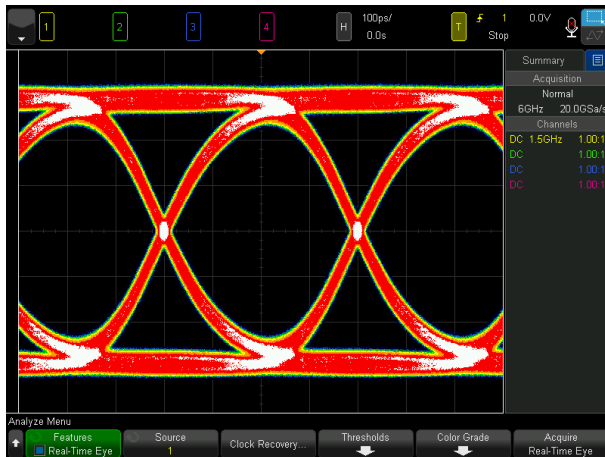 1
2
3
4
H
100ps/
0.0s
T
1
0.0V
Stop
Summary
Acquisition
Normal
6GHz 20.0GSa/s
Channels
DC 1.5GHz 1.00:1
DC 1.00:1
DC 1.00:1
DC 1.00:1
Analyze Menu
Features
Real-Time Eye
Source
1
Clock Recovery...
Thresholds
Color Grade
Acquire
Real-Time Eye